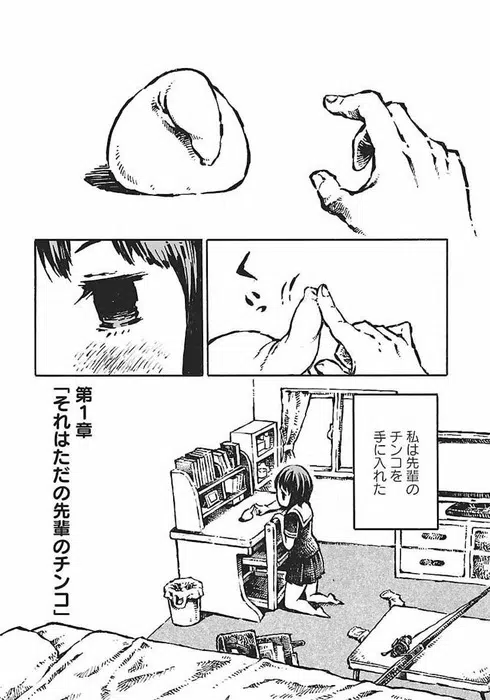 私は先輩の
チンコを
手に入れた
第1章
「それはただの先輩のチンコ」